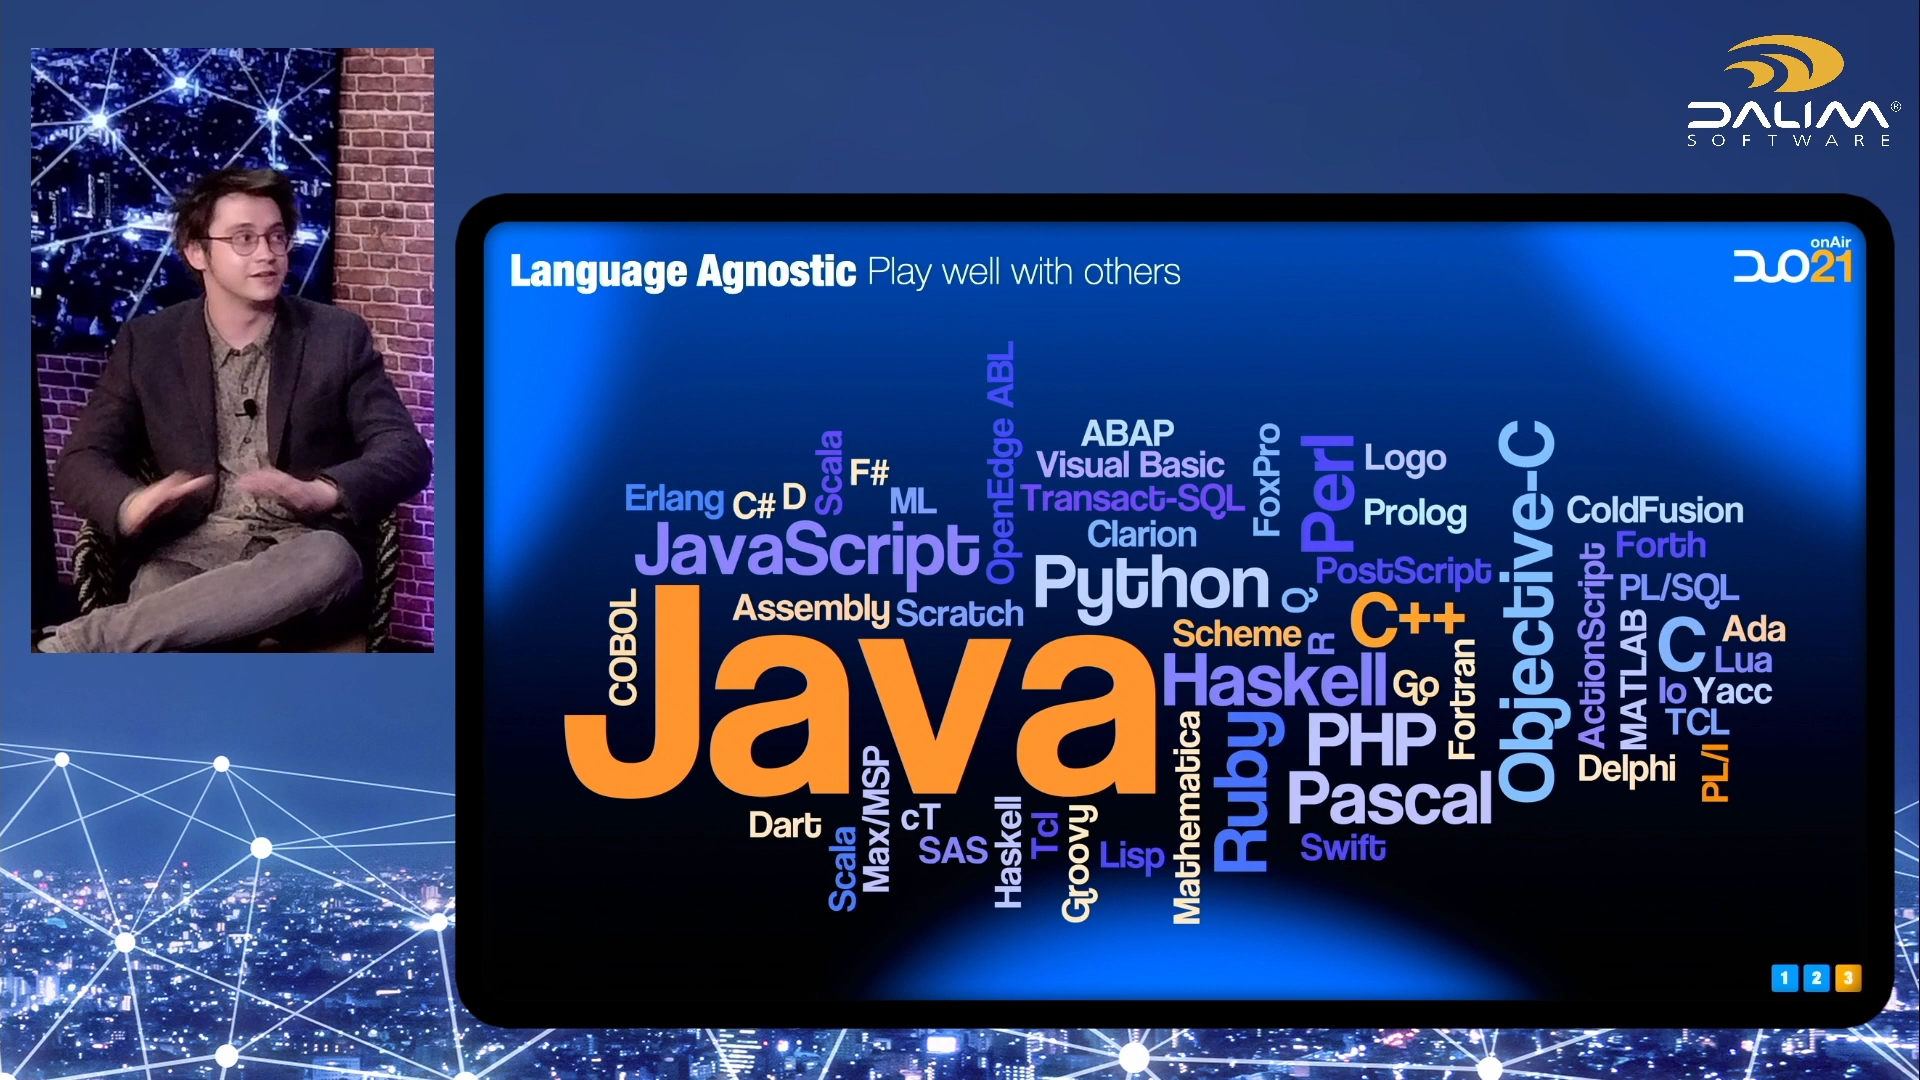 DALIM®
SOFTWARE
Language Agnostic Play well with others
onAir
DUO21
OpenEdge ABL
ABAP
Visual Basic
Transact-SQL
Clarion
FoxPro
Perl
Logo
Prolog
Objective-C
ColdFusion
Forth
PL/SQL
Erlang
C#
D
Scala
F#
ML
JavaScript
Python
Q
PostScript
ActionScript
COBOL
Assembly
Scratch
Scheme
R
C++
MATLAB
C
Ada
Lua
Io
Yacc
TCL
Java
Haskell
Go
Fortran
Mathematica
Ruby
PHP
Pascal
Delphi
PL/I
Dart
Scala
Max/MSP
cT
SAS
Haskell
Tcl
Groovy
Lisp
Swift
1 2 3